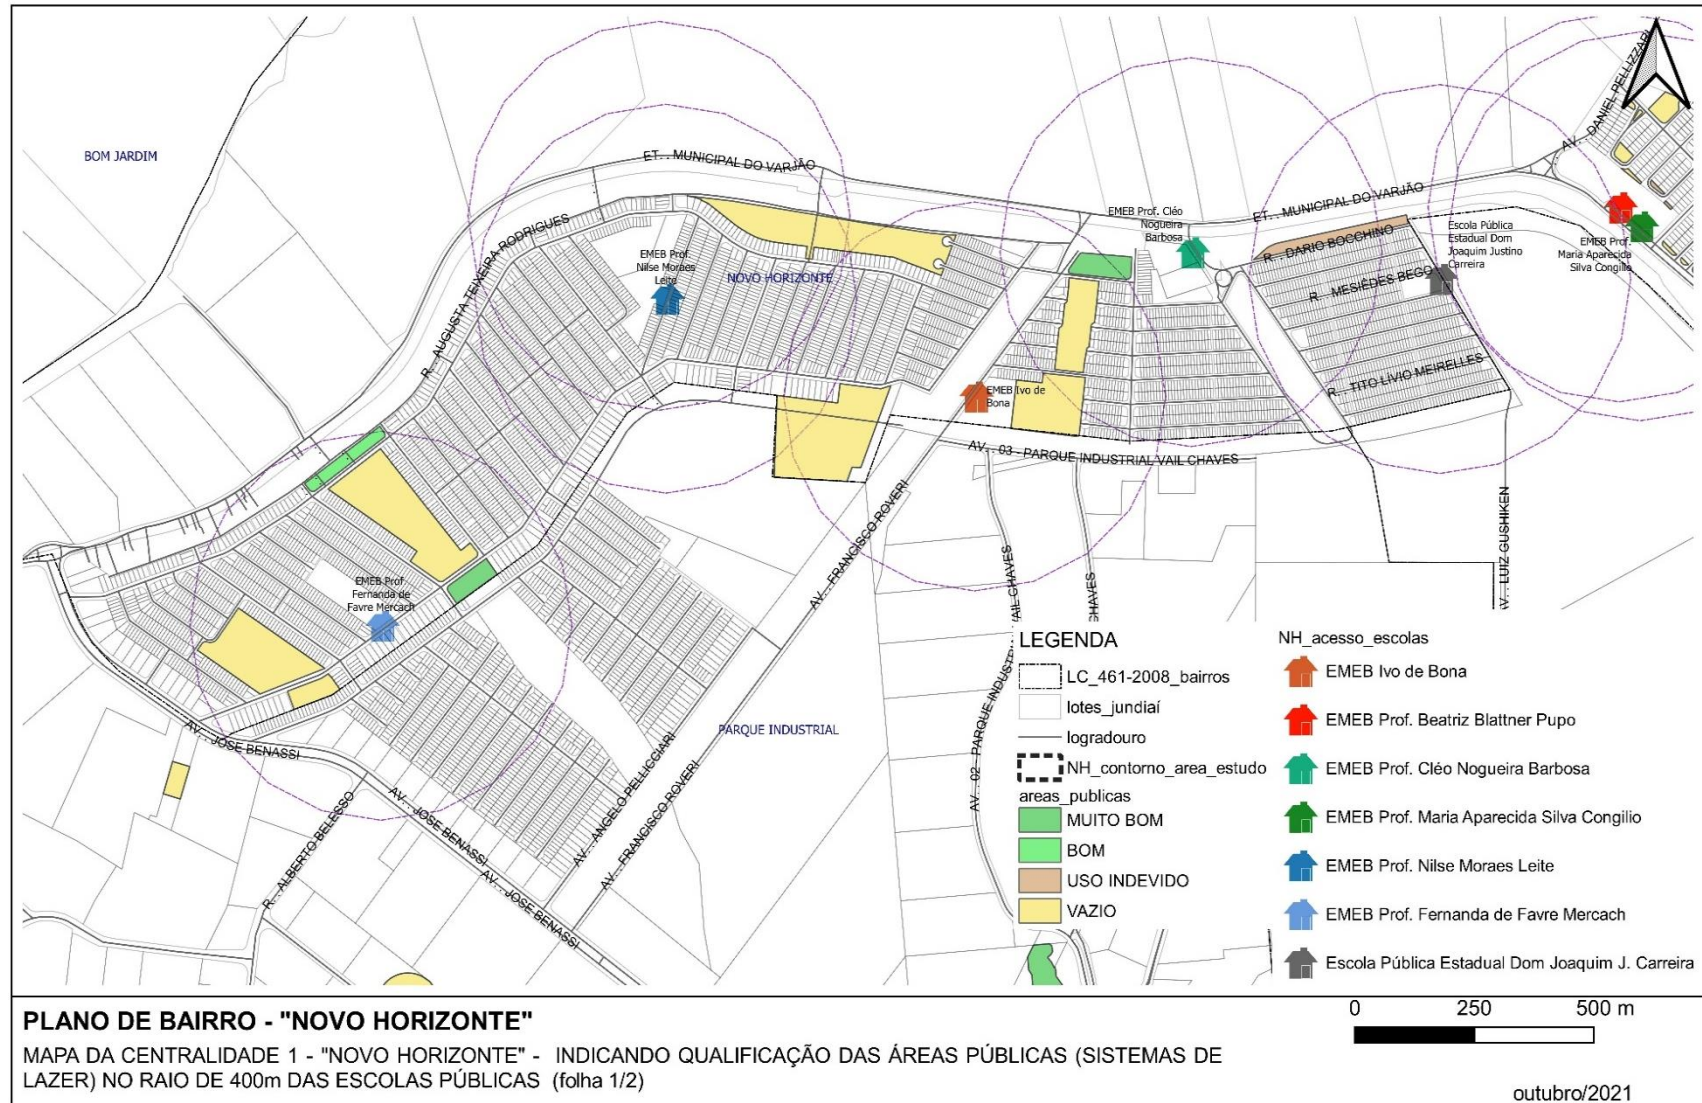 BOM JARDIM
ET. . MUNICIPAL DO VARJÃO
AV. . DANIEL PELLIZZARI
R. . AUGUSTA TEIXEIRA RODRIGUES
EMEB Prof.
Nilse Moraes
Leite
NOVO HORIZONTE
EMEB Prof. Cléo
Nogueira
Barbosa
ET. . MUNICIPAL DO VARJÃO
R. . DARIO BOCCHINO
Escola Pública
Estadual Dom
Joaquim Justino
Carreira
EMEB Prof.
Maria Aparecida
Silva Congilio
R. . MESIÊDES BEGO
R. . TITO LÍVIO MEIRELLES
EMEB Ivo de
Bona
AV. . 03 - PARQUE INDUSTRIAL VAIL CHAVES
AV. . FRANCISCO ROVERI
V. . LUIZ GUSHIKEN
EMEB Prof.
Fernanda de
Favre Mercach
AV. . JOSE BENASSI
PARQUE INDUSTRIAL
AV. . 02 - PARQUE INDUSTRIAL VAIL CHAVES
CHAVES
R. . ALBERTO BELESSO
AV. . JOSE BENASSI
AV. . ANGELO PELLICCIARI
AV. . FRANCISCO ROVERI
AV. . JOSE BENASSI
LEGENDA
LC_461-2008_bairros
lotes_jundiaí
logradouro
NH_contorno_area_estudo
areas_publicas
MUITO BOM
BOM
USO INDEVIDO
VAZIO
NH_acesso_escolas
EMEB Ivo de Bona
EMEB Prof. Beatriz Blattner Pupo
EMEB Prof. Cléo Nogueira Barbosa
EMEB Prof. Maria Aparecida Silva Congilio
EMEB Prof. Nilse Moraes Leite
EMEB Prof. Fernanda de Favre Mercach
Escola Pública Estadual Dom Joaquim J. Carreira
PLANO DE BAIRRO - "NOVO HORIZONTE"
MAPA DA CENTRALIDADE 1 - "NOVO HORIZONTE" - INDICANDO QUALIFICAÇÃO DAS ÁREAS PÚBLICAS (SISTEMAS DE
LAZER) NO RAIO DE 400m DAS ESCOLAS PÚBLICAS (folha 1/2)
0 250 500 m
outubro/2021